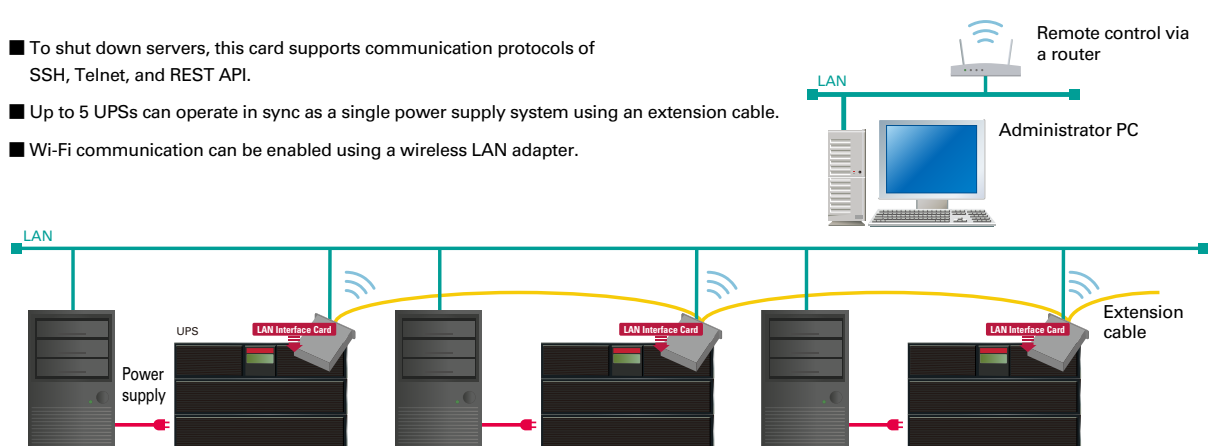 ■ To shut down servers, this card supports communication protocols of
SSH, Telnet, and REST API.
■ Up to 5 UPSs can operate in sync as a single power supply system using an extension cable.
■ Wi-Fi communication can be enabled using a wireless LAN adapter.
Remote control via
a router
LAN
Administrator PC
LAN
UPS
LAN Interface Card
LAN Interface Card
LAN Interface Card
Extension
cable
Power
supply